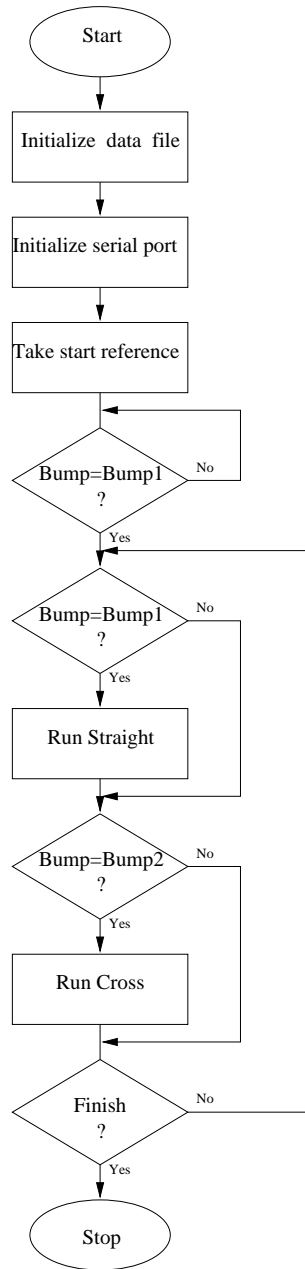 Start
Initialize data file
Initialize serial port
Take start reference
Bump=Bump1
?
No
Yes
Bump=Bump1
?
No
Yes
Run Straight
Bump=Bump2
?
No
Yes
Run Cross
Finish
?
No
Yes
Stop